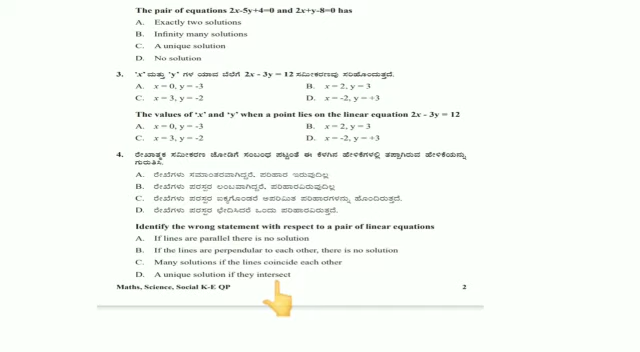 The pair of equations 2x-5y+4=0 and 2x+y-8=0 has
A. Exactly two solutions
B. Infinity many solutions
C. A unique solution
D. No solution
3. 'x' ಮತ್ತು 'y' ಗಳ ಯಾವ ಬೆಲೆಗೆ 2x - 3y = 12 ಸಮೀಕರಣವು ಸರಿಹೊಂದುತ್ತದೆ.
A. x = 0, y = -3 B. x = 2, y = 3
C. x = 3, y = -2 D. x = -2, y = +3
The values of 'x' and 'y' when a point lies on the linear equation 2x - 3y = 12
A. x = 0, y = -3 B. x = 2, y = 3
C. x = 3, y = -2 D. x = -2, y = +3
4. ರೇಖಾತ್ಮಕ ಸಮೀಕರಣ ಜೋಡಿಗೆ ಸಂಬಂಧ ಪಟ್ಟಂತೆ ಈ ಕೆಳಗಿನ ಹೇಳಿಕೆಗಳಲ್ಲಿ ತಪ್ಪಾಗಿರುವ ಹೇಳಿಕೆಯನ್ನು
ಗುರುತಿಸಿ.
A. ರೇಖೆಗಳು ಸಮಾಂತರವಾಗಿದ್ದರೆ, ಪರಿಹಾರ ಇರುವುದಿಲ್ಲ
B. ರೇಖೆಗಳು ಪರಸ್ಪರ ಲಂಬವಾಗಿದ್ದರೆ, ಪರಿಹಾರವಿರುವುದಿಲ್ಲ
C. ರೇಖೆಗಳು ಪರಸ್ಪರ ಐಕ್ಯಗೊಂಡರೆ ಅಪರಿಮಿತ ಪರಿಹಾರಗಳನ್ನು ಹೊಂದಿರುತ್ತದೆ.
D. ರೇಖೆಗಳು ಪರಸ್ಪರ ಛೇದಿಸಿದರೆ ಒಂದು ಪರಿಹಾರವಿರುತ್ತದೆ.
Identify the wrong statement with respect to a pair of linear equations
A. If lines are parallel there is no solution
B. If the lines are perpendular to each other, there is no solution
C. Many solutions if the lines coincide each other
D. A unique solution if they intersect
Maths, Science, Social K-E QP 2